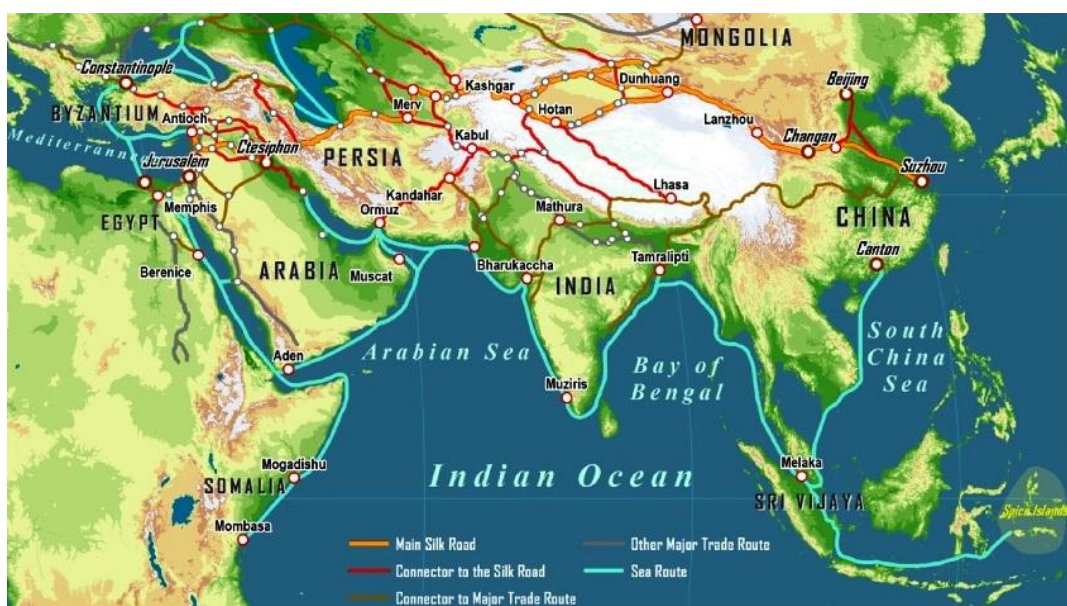 MONGOLIA
Constantinople
BYZANTIUM
Antioch
Mediterranne
Jerusalem
Ctesiphon
Merv
Kashgar
Hotan
Dunhuang
Beijing
Lanzhou
Changan
Suzhou
PERSIA
Kabul
Kandahar
Lhasa
EGYPT
Memphis
Ormuz
Mathura
CHINA
Berenice
ARABIA
Muscat
Bharukaccha
INDIA
Tamralipti
Canton
Aden
Arabian Sea
Muziris
Bay of
Bengal
South
China
Sea
Mogadishu
SOMALIA
Mombasa
Indian Ocean
Melaka
SRI VIJAYA
Spice Islands
Main Silk Road
Connector to the Silk Road
Connector to Major Trade Route
Other Major Trade Route
Sea Route